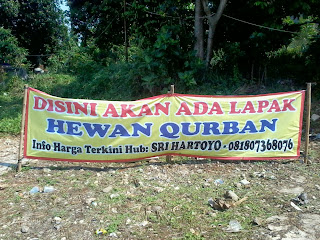 DISINI AKAN ADA LAPAK
HEWAN QURBAN
Info Harga Terkini Hub: SRI HARTOYO - 081807368076